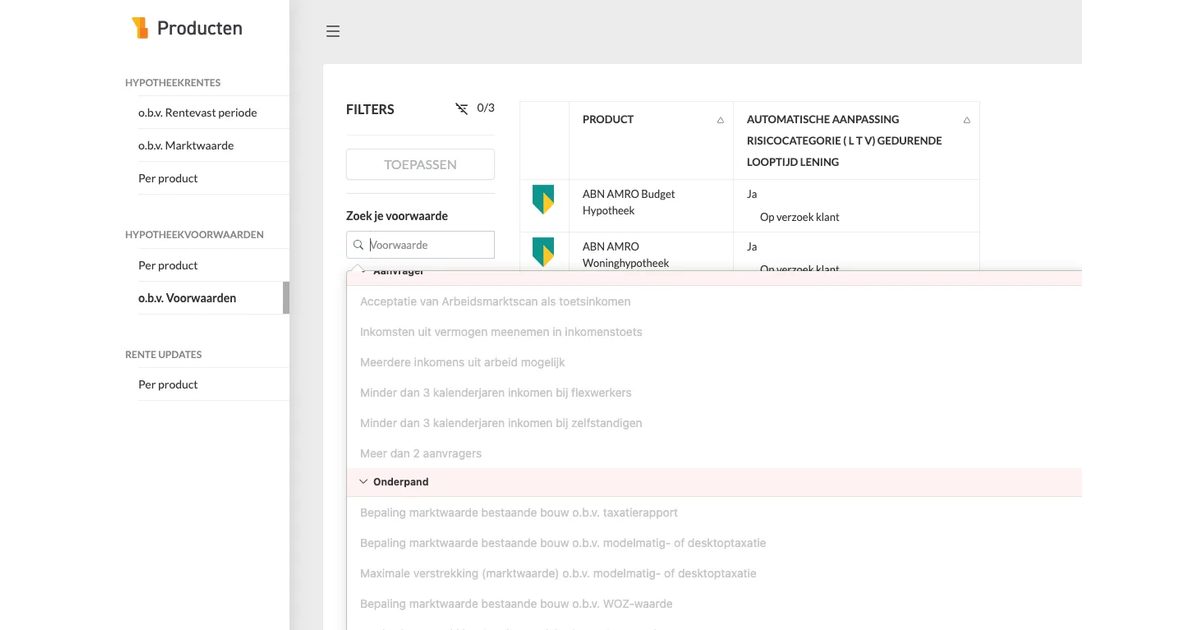 Producten
HYPOTHEEKRENTES
o.b.v. Rentevast periode
o.b.v. Marktwaarde
Per product
HYPOTHEEKVOORWAARDEN
Per product
o.b.v. Voorwaarden
RENTE UPDATES
Per product
FILTERS
0/3
TOEPASSEN
Zoek je voorwaarde
Voorwaarde
PRODUCT
AUTOMATISCHE AANPASSING
RISICOCATEGORIE ( L T V) GEDURENDE
LOOPTIJD LENING
ABN AMRO Budget
Hypotheek
Ja
Op verzoek klant
ABN AMRO
Woninghypotheek
Ja
Op verzoek klant
Aanvrager
Acceptatie van Arbeidsmarktscan als toetsinkomen
Inkomsten uit vermogen meenemen in inkomenstoets
Meerdere inkomens uit arbeid mogelijk
Minder dan 3 kalenderjaren inkomen bij flexwerkers
Minder dan 3 kalenderjaren inkomen bij zelfstandigen
Meer dan 2 aanvragers
Onderpand
Bepaling marktwaarde bestaande bouw o.b.v. taxatierapport
Bepaling marktwaarde bestaande bouw o.b.v. modelmatig- of desktoptaxatie
Maximale verstrekking (marktwaarde) o.b.v. modelmatig- of desktoptaxatie
Bepaling marktwaarde bestaande bouw o.b.v. WOZ-waarde